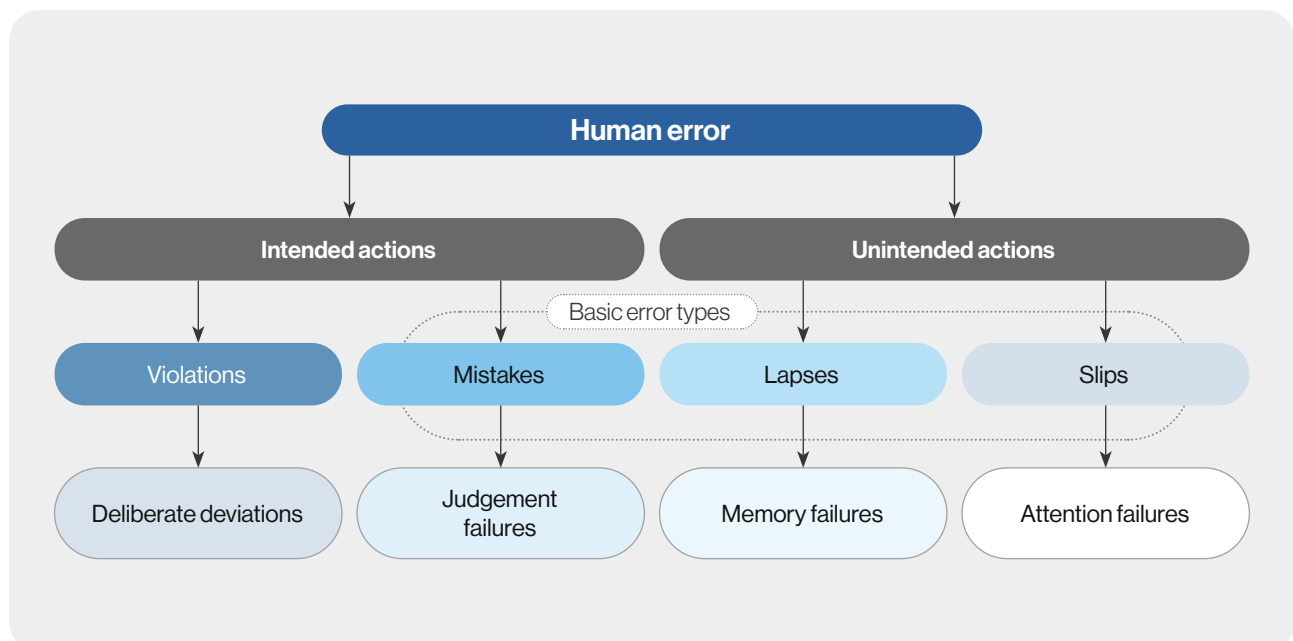 Human error
Intended actions
Unintended actions
Basic error types
Violations
Mistakes
Lapses
Slips
Deliberate deviations
Judgement
failures
Memory failures
Attention failures